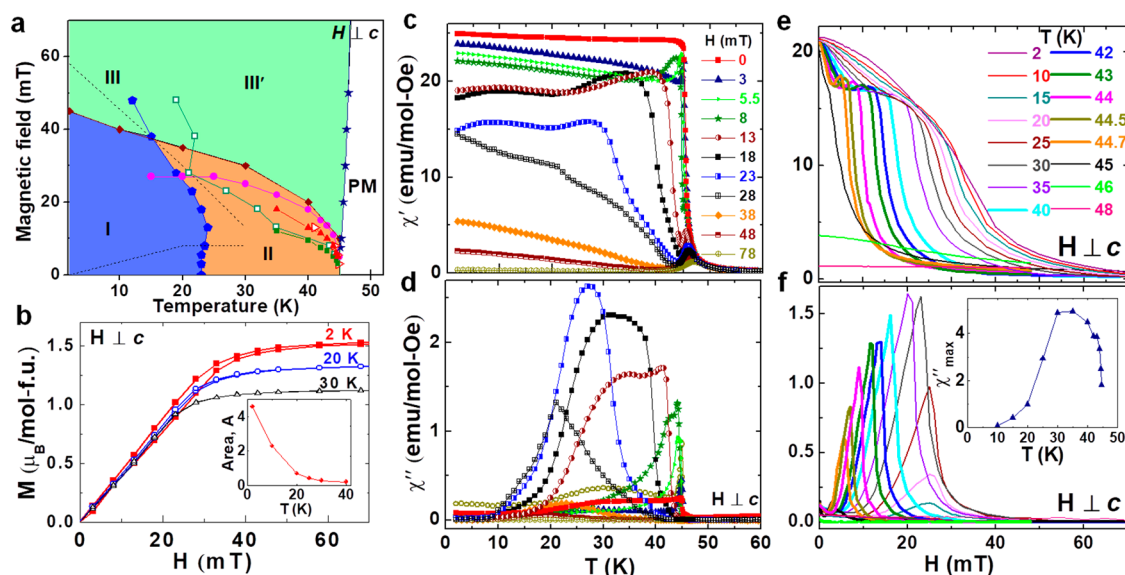 a
H ⊥ c
III
III′
I
II
PM
Magnetic field (mT)
60
40
20
0
10
20
30
40
50
Temperature (K)
b
H ⊥ c
2 K
20 K
30 K
M (μB/mol-f.u.)
1.5
1.0
0.5
0.0
Area, A
4
2
0
0
10
20
30
40
T (K)
0
20
40
60
H (mT)
c
H (mT)
0
3
5.5
8
13
18
23
28
38
48
78
χ′ (emu/mol-Oe)
20
10
0
d
χ″ (emu/mol-Oe)
2
1
0
H ⊥ c
0
10
20
30
40
50
60
T (K)
e
T (K)
2
42
10
43
15
44
20
44.5
25
44.7
30
45
35
46
40
48
20
10
0
H ⊥ c
f
1.5
1.0
0.5
0.0
χ″max
4
2
0
0
10
20
30
40
50
T (K)
H ⊥ c
0
20
40
60
H (mT)